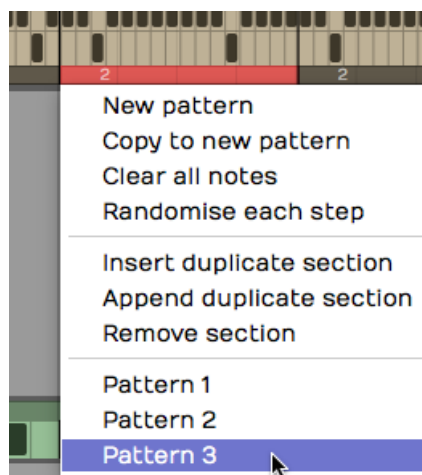 2 2
New pattern
Copy to new pattern
Clear all notes
Randomise each step
Insert duplicate section
Append duplicate section
Remove section
Pattern 1
Pattern 2
Pattern 3